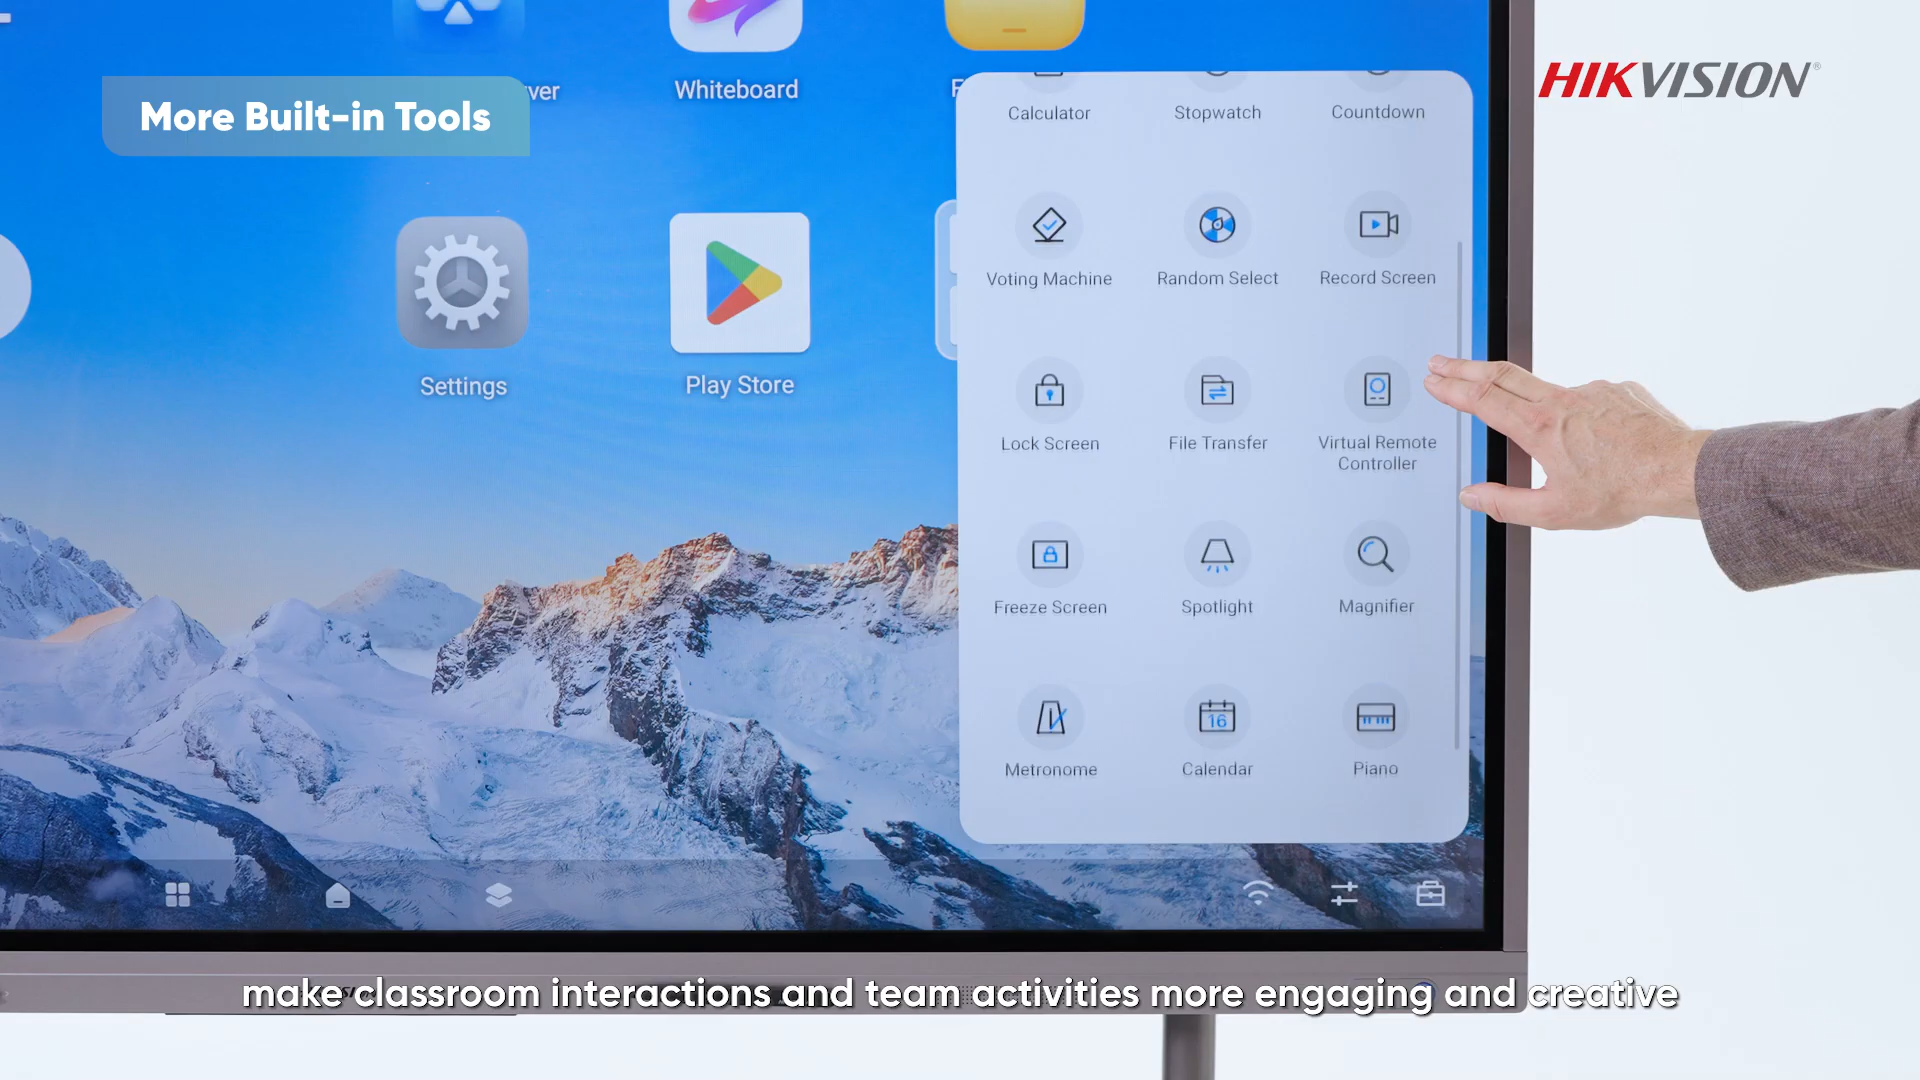 More Built-in Tools
ver
Whiteboard
F
HIKVISION®
Calculator
Stopwatch
Countdown
Voting Machine
Random Select
Record Screen
Settings
Play Store
Lock Screen
File Transfer
Virtual Remote
Controller
Freeze Screen
Spotlight
Magnifier
16
Metronome
Calendar
Piano
make classroom interactions and team activities more engaging and creative